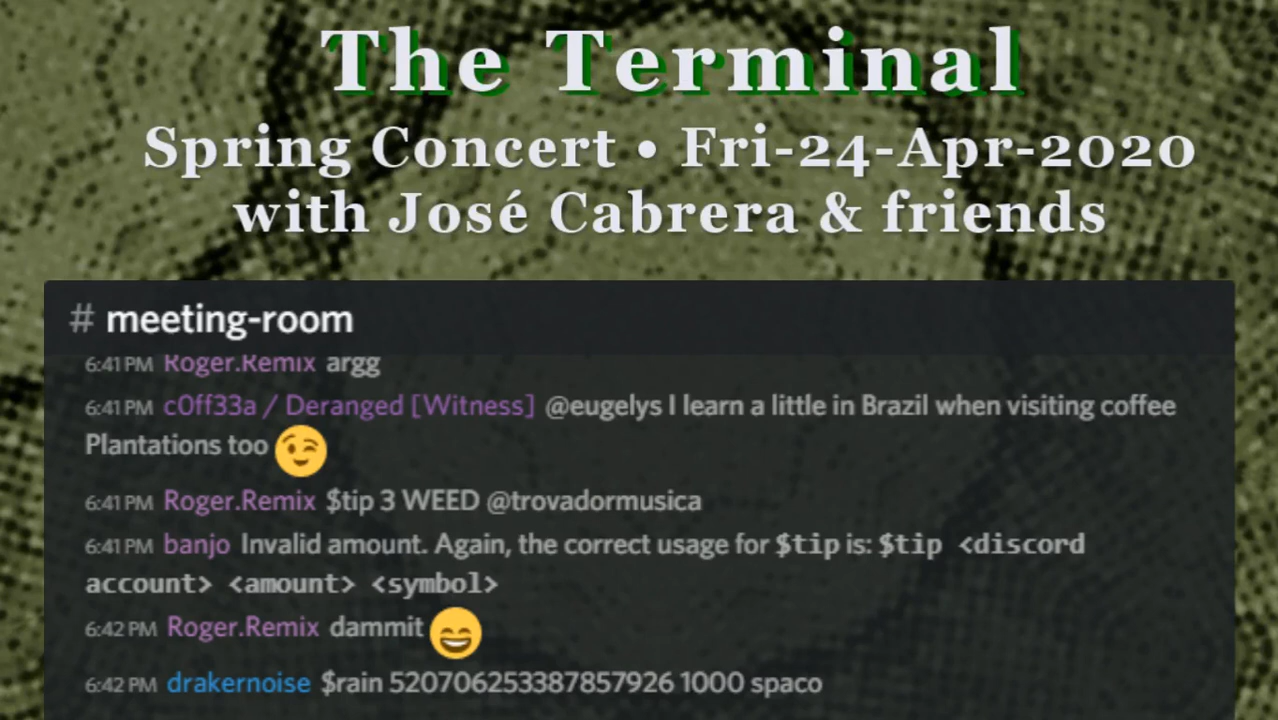 The Terminal
Spring Concert • Fri-24-Apr-2020
with José Cabrera & friends
# meeting-room
6:41 PM Roger.Remix argg
6:41 PM c0ff33a / Deranged [Witness] @eugelys I learn a little in Brazil when visiting coffee
Plantations too 😉
6:41 PM Roger.Remix $tip 3 WEED @trovadormusica
6:41 PM banjo Invalid amount. Again, the correct usage for $tip is: $tip <discord
account> <amount> <symbol>
6:42 PM Roger.Remix dammit 😄
6:42 PM drakernoise $rain 520706253387857926 1000 spaco